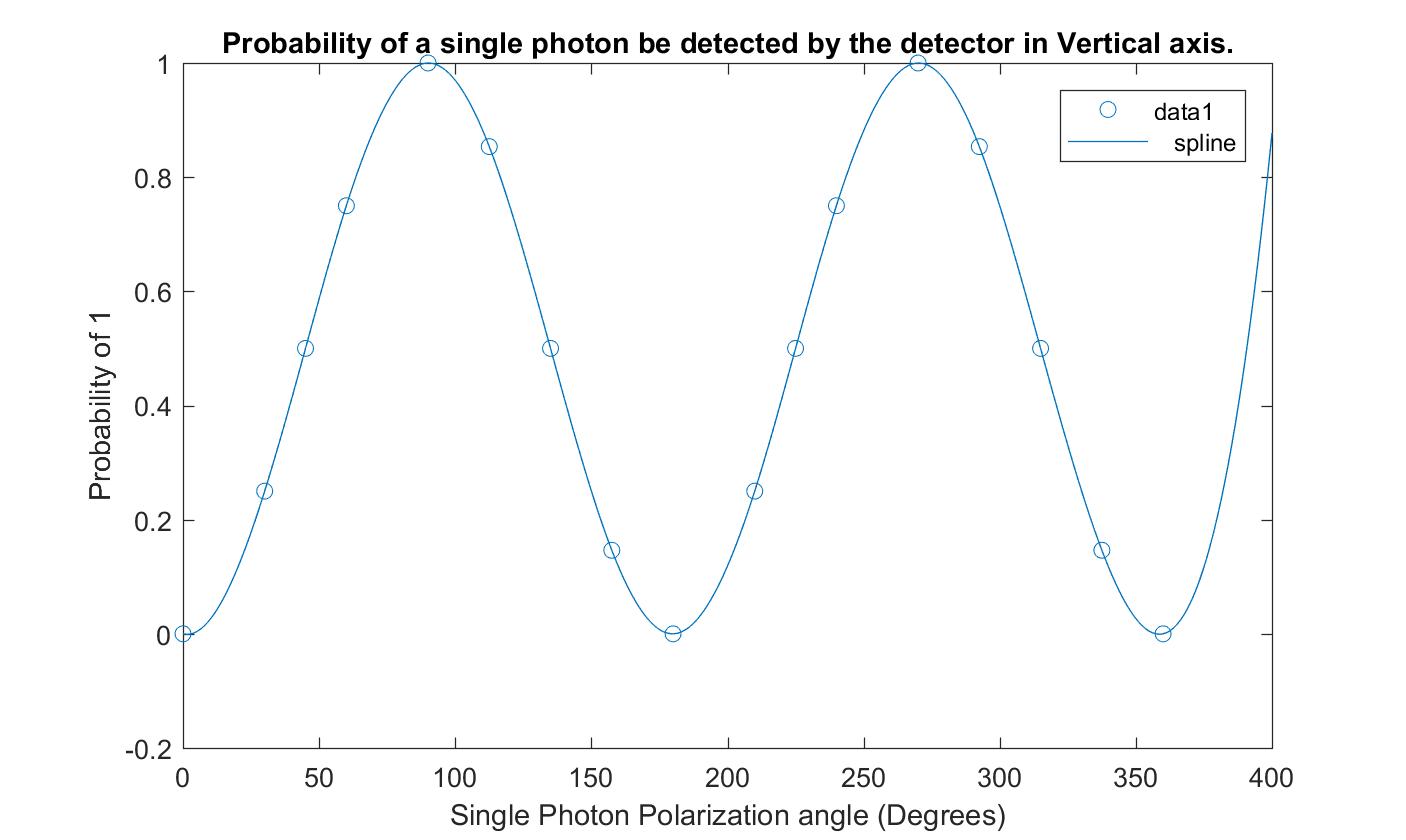 Probability of a single photon be detected by the detector in Vertical axis.
data1
spline
1
0.8
0.6
0.4
0.2
0
-0.2
Probability of 1
0 50 100 150 200 250 300 350 400
Single Photon Polarization angle (Degrees)